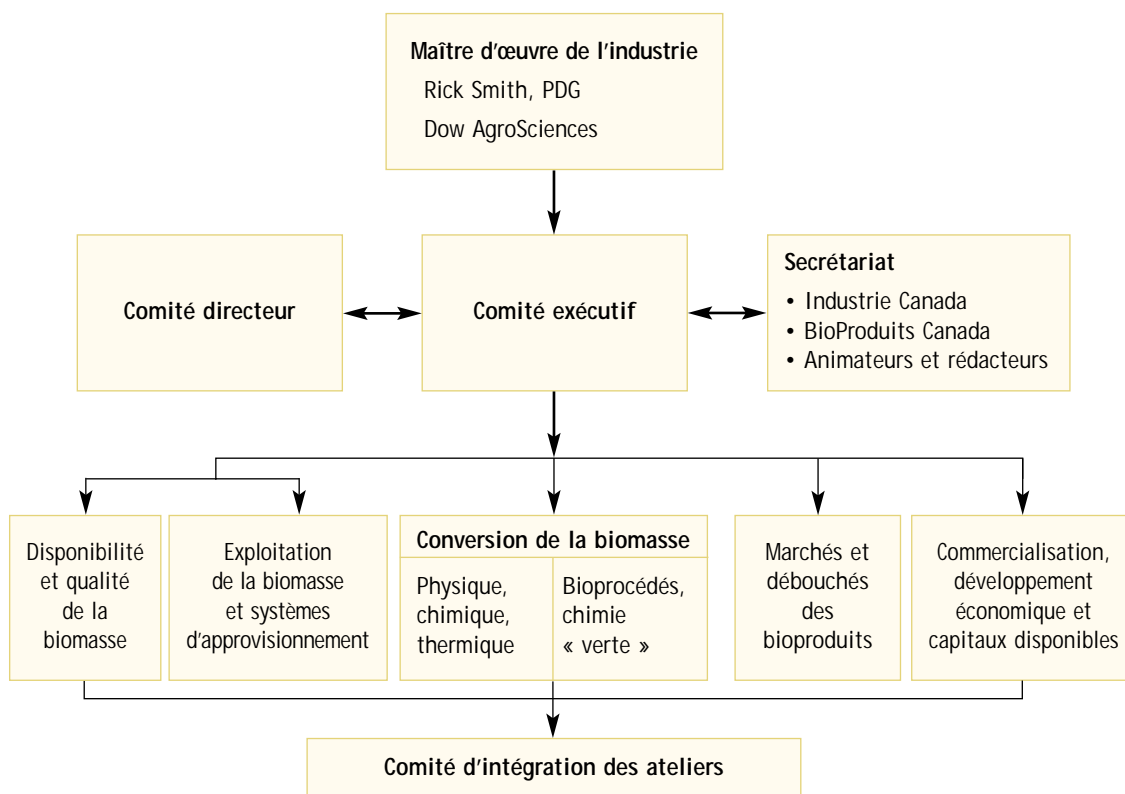 Maître d'œuvre de l'industrie
Rick Smith, PDG
Dow AgroSciences
Comité directeur
Comité exécutif
Secrétariat
• Industrie Canada
• BioProduits Canada
• Animateurs et rédacteurs
Disponibilité
et qualité
de la
biomasse
Exploitation
de la biomasse
et systèmes
d'approvisionnement
Conversion de la biomasse
Physique,
chimique,
thermique
Bioprocédés,
chimie
« verte »
Marchés et
débouchés
des
bioproduits
Commercialisation,
développement
économique et
capitaux disponibles
Comité d'intégration des ateliers